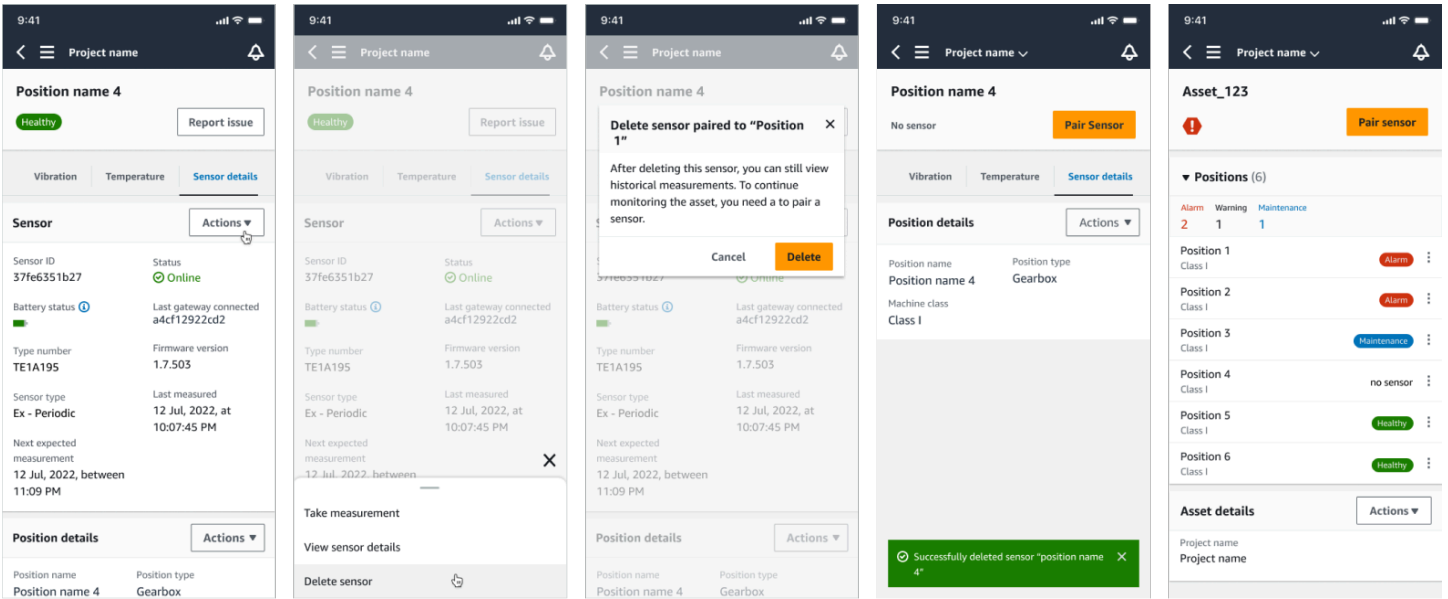 9:41
Project name
Position name 4
Healthy
Report issue
Vibration
Temperature
Sensor details
Sensor
Actions
Sensor ID
37fe6351b27
Status
Online
Battery status
Last gateway connected
a4cf12922cd2
Type number
TE1A195
Firmware version
1.7.503
Sensor type
Ex - Periodic
Last measured
12 Jul, 2022, at
10:07:45 PM
Next expected
measurement
12 Jul, 2022, between
11:09 PM
Position details
Actions
Position name
Position name 4
Position type
Gearbox
9:41
Project name
Position name 4
Healthy
Report issue
Vibration
Temperature
Sensor details
Sensor
Actions
Sensor ID
37fe6351b27
Status
Online
Battery status
Last gateway connected
a4cf12922cd2
Type number
TE1A195
Firmware version
1.7.503
Sensor type
Ex - Periodic
Last measured
12 Jul, 2022, at
10:07:45 PM
Next expected
measurement
12 Jul, 2022, between
Take measurement
View sensor details
Delete sensor
9:41
Project name
Position name 4
Delete sensor paired to “Position
1”
After deleting this sensor, you can still view
historical measurements. To continue
monitoring the asset, you need a to pair a
sensor.
Cancel
Delete
37fe6351b27
Online
Battery status
Last gateway connected
a4cf12922cd2
Type number
TE1A195
Firmware version
1.7.503
Sensor type
Ex - Periodic
Last measured
12 Jul, 2022, at
10:07:45 PM
Next expected
measurement
12 Jul, 2022, between
11:09 PM
Position details
Actions
Position name
Position name 4
Position type
Gearbox
9:41
Project name
Position name 4
No sensor
Pair Sensor
Vibration
Temperature
Sensor details
Position details
Actions
Position name
Position name 4
Position type
Gearbox
Machine class
Class I
Successfully deleted sensor “position name
4”
9:41
Project name
Asset_123
Pair sensor
Positions (6)
Alarm
2
Warning
1
Maintenance
1
Position 1
Class I
Alarm
Position 2
Class I
Alarm
Position 3
Class I
Maintenance
Position 4
Class I
no sensor
Position 5
Class I
Healthy
Position 6
Class I
Healthy
Asset details
Actions
Project name
Project name